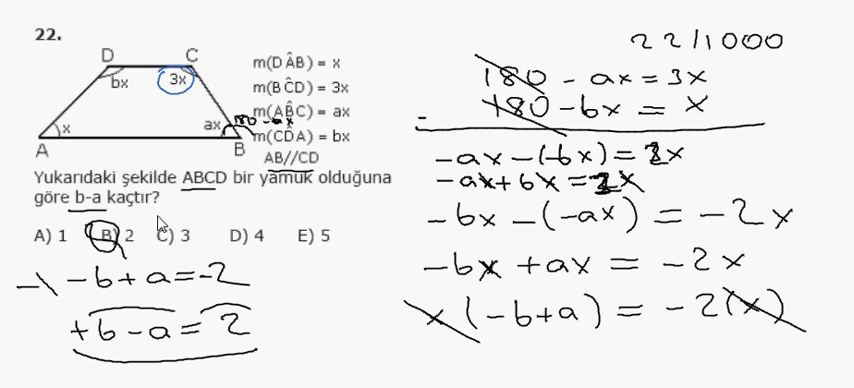 22.
22/1000
D C
bx 3x
x ax 180-ax
A B
m(DÂB) = x
m(BĈD) = 3x
m(AB̂C) = ax
m(CD̂A) = bx
AB//CD
Yukarıdaki şekilde ABCD bir yamuk olduğuna
göre b-a kaçtır?
A) 1 B) 2 C) 3 D) 4 E) 5
-\ -b+a=-2
+b-a=2
180-ax=3x
180-bx=x
-ax-(-bx)=2x
-ax+bx=2x
-bx-(-ax)=-2x
-bx+ax=-2x
x(-b+a)=-2(x)